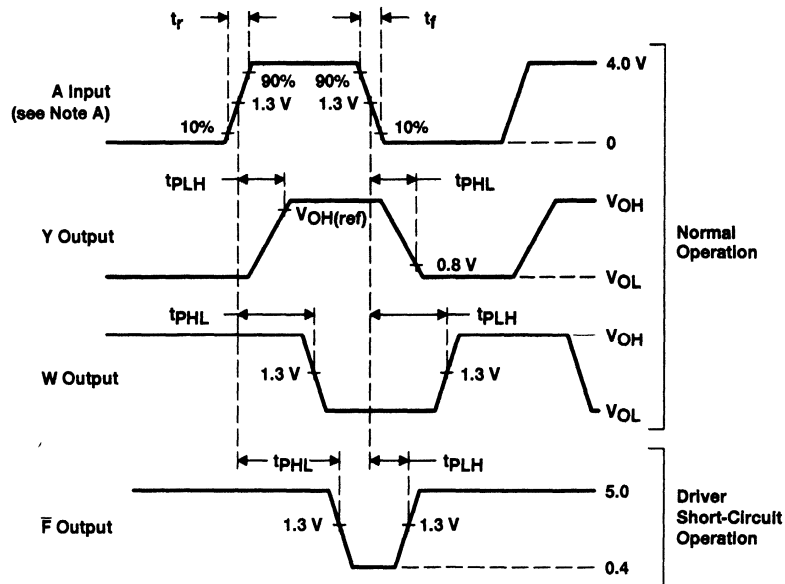 tr tf
4.0 V
A Input
(see Note A)
90% 90%
1.3 V 1.3 V
10% 10%
0
tPLH tPHL
VOH
VOH(ref)
Y Output
0.8 V
VOL
Normal
Operation
tPHL tPLH
VOH
1.3 V 1.3 V
W Output
VOL
tPHL tPLH
5.0
1.3 V 1.3 V
F̅ Output
0.4
Driver
Short-Circuit
Operation